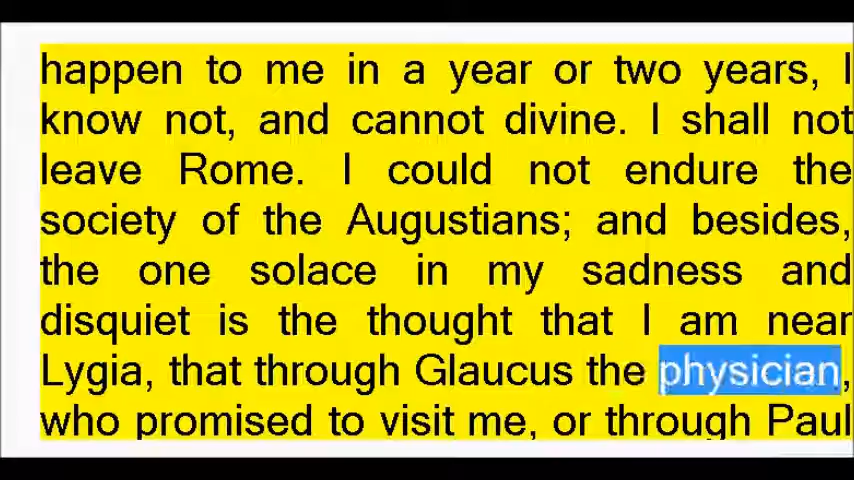 happen to me in a year or two years, I
know not, and cannot divine. I shall not
leave Rome. I could not endure the
society of the Augustians; and besides,
the one solace in my sadness and
disquiet is the thought that I am near
Lygia, that through Glaucus the physician,
who promised to visit me, or through Paul